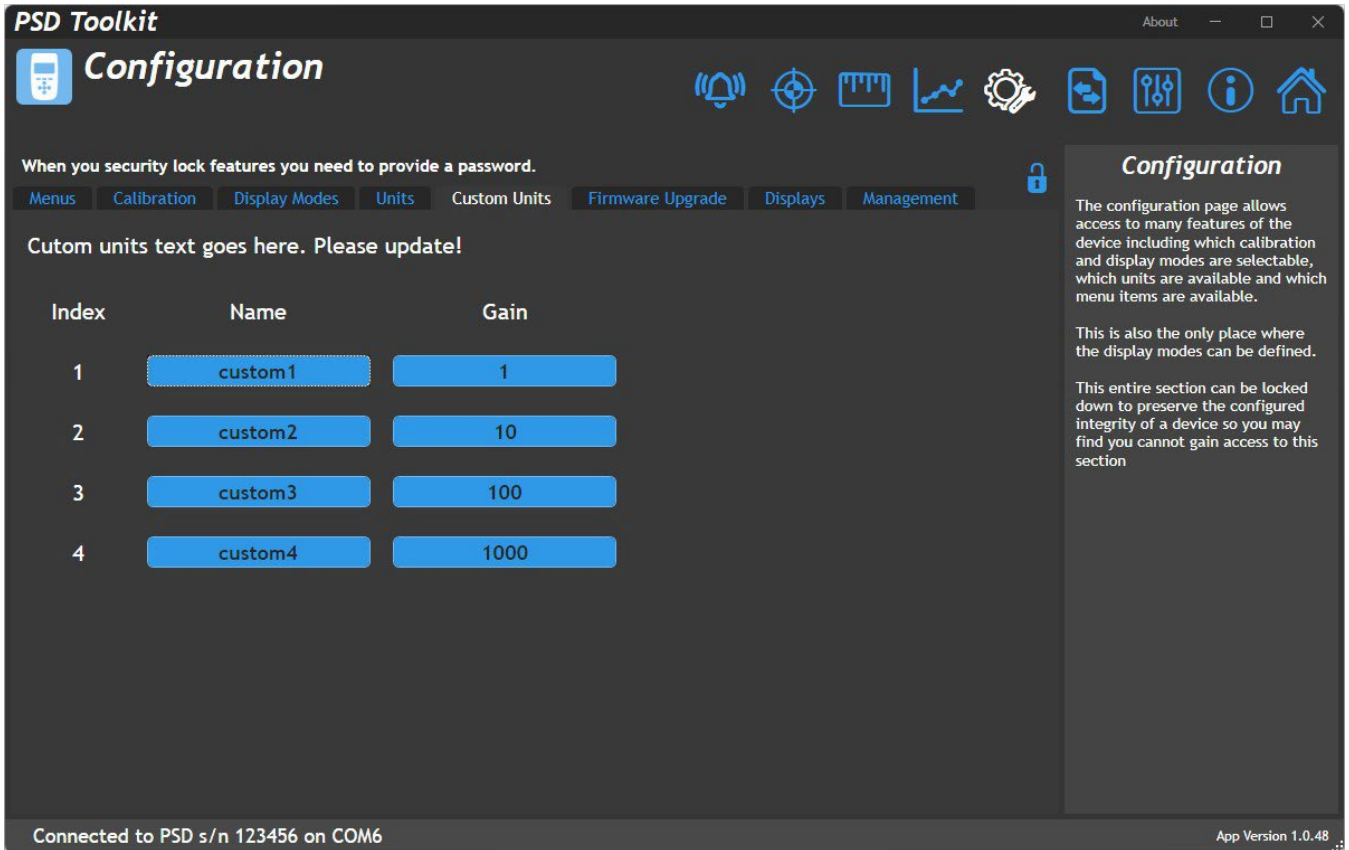 PSD Toolkit
About
Configuration
When you security lock features you need to provide a password.
Menus Calibration Display Modes Units Custom Units Firmware Upgrade Displays Management
Cutom units text goes here. Please update!
Index Name Gain
1 custom1 1
2 custom2 10
3 custom3 100
4 custom4 1000
Configuration
The configuration page allows
access to many features of the
device including which calibration
and display modes are selectable,
which units are available and which
menu items are available.
This is also the only place where
the display modes can be defined.
This entire section can be locked
down to preserve the configured
integrity of a device so you may
find you cannot gain access to this
section
Connected to PSD s/n 123456 on COM6
App Version 1.0.48